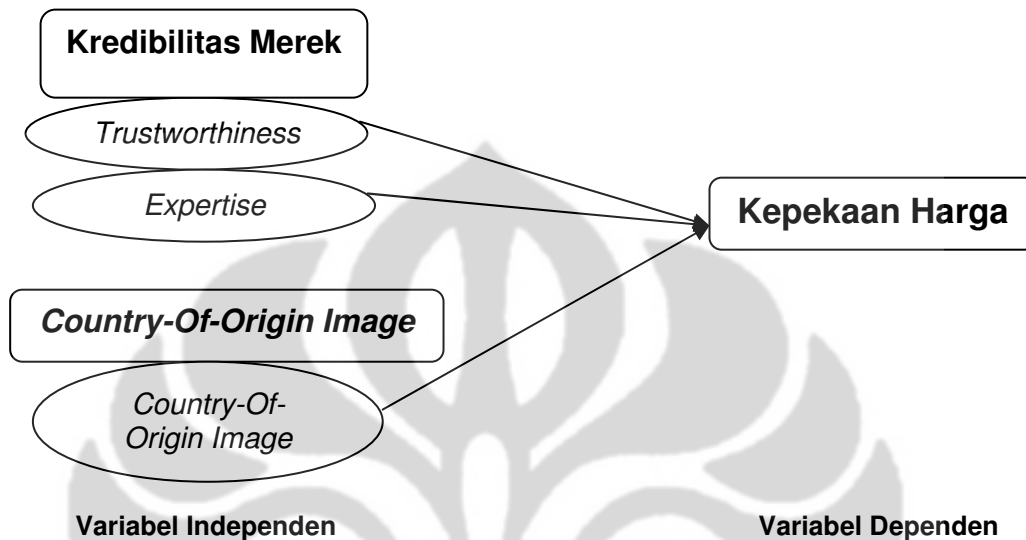 Kredibilitas Merek
Trustworthiness
Expertise
Kepekaan Harga
Country-Of-Origin Image
Country-Of-
Origin Image
Variabel Independen
Variabel Dependen